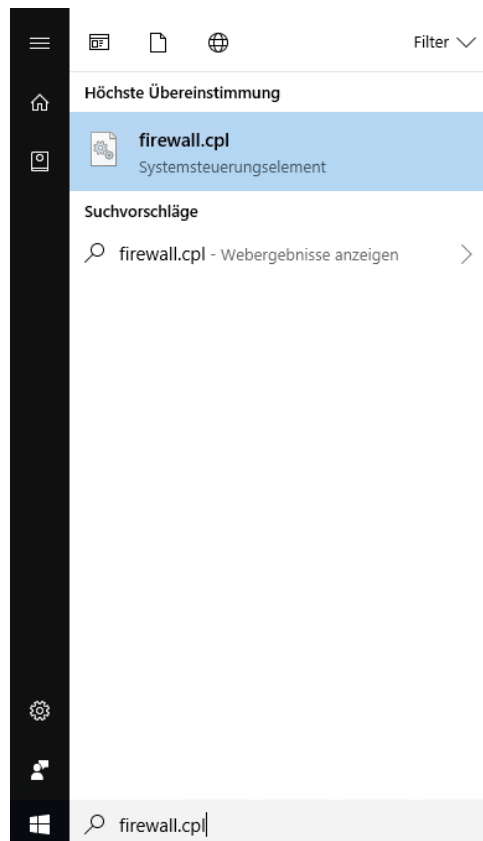 Filter
Höchste Übereinstimmung
firewall.cpl
Systemsteuerungselement
Suchvorschläge
firewall.cpl - Webergebnisse anzeigen
firewall.cpl